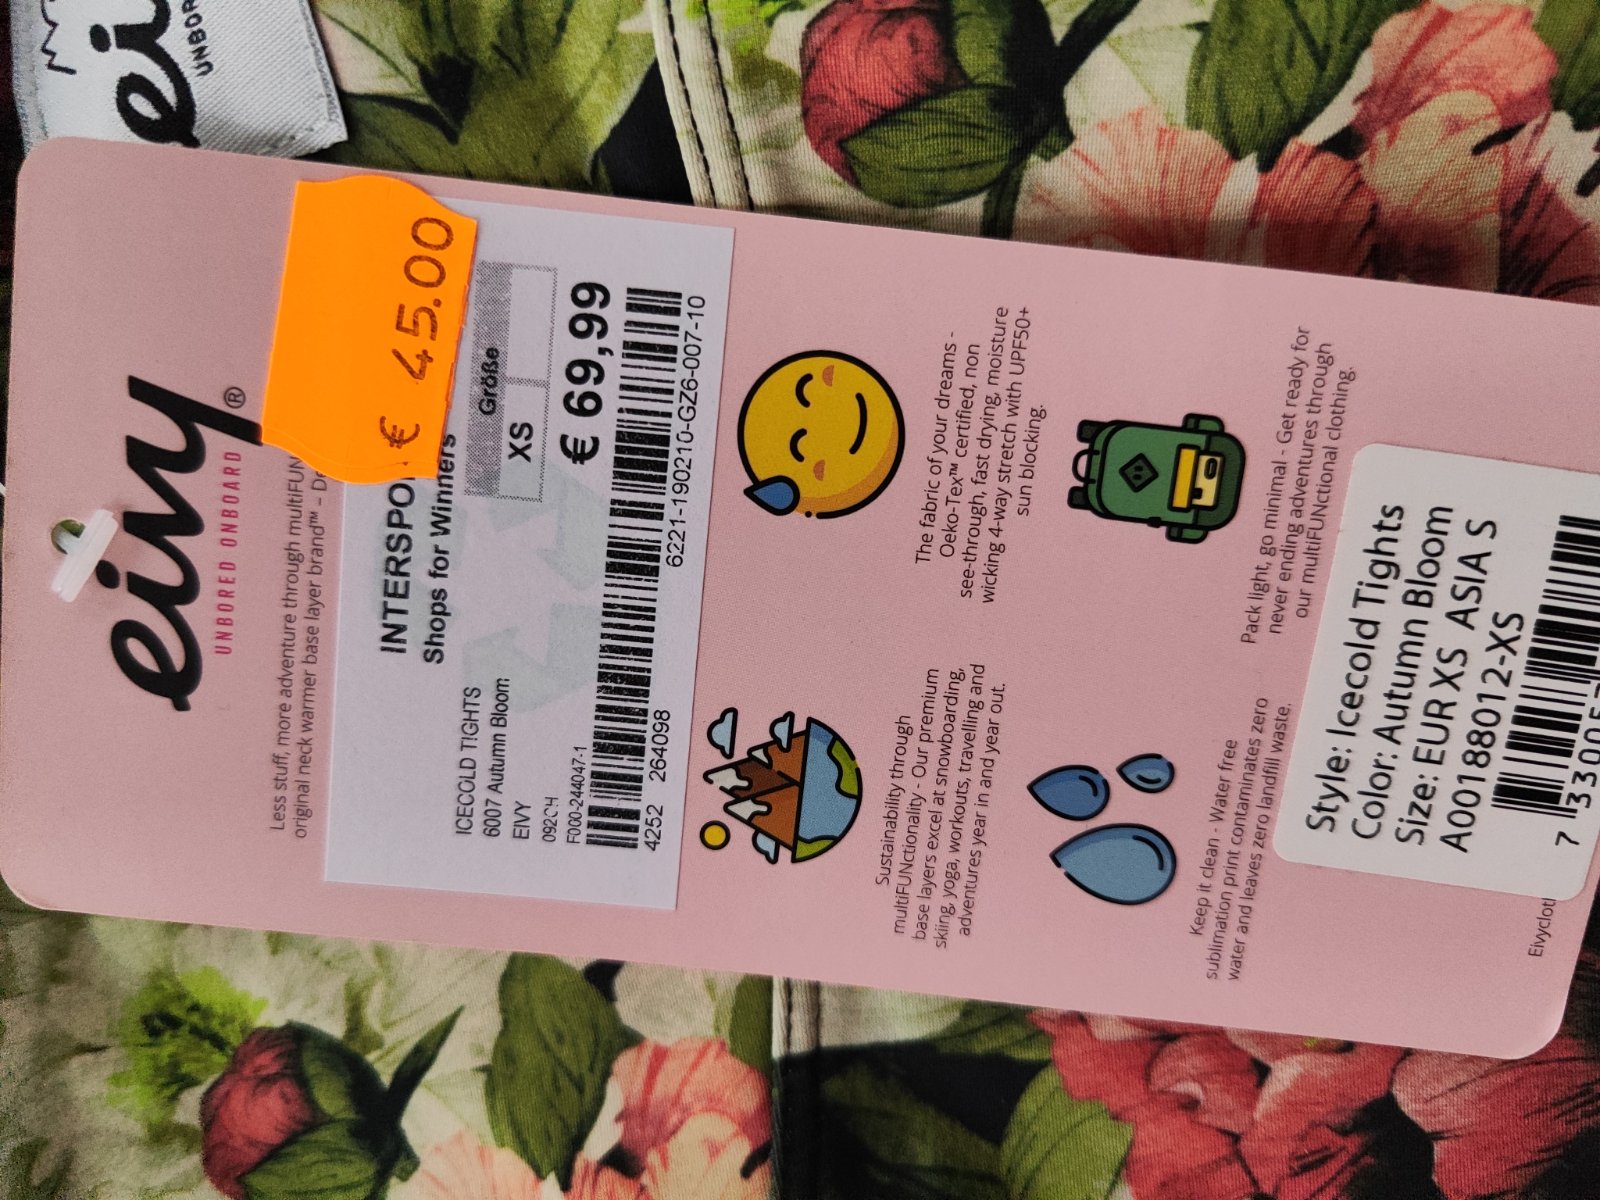 ei
UNBOR
eivy®
UNBORED ONBOARD
Less stuff, more adventure through multiFUN
original neck warmer base layer brand™ - De
€ 45.00
INTERSPO
Shops for Winners
Größe
XS
ICECOLD TIGHTS
6007 Autumn Bloom
EIVY
F000-244047-1
€ 69,99
4252 264098 6221-190210-GZ6-007-10
Sustainability through
multiFUNctionality - Our premium
base layers excel at snowboarding,
skiing, yoga, workouts, travelling and
adventures year in and year out.
The fabric of your dreams -
Oeko-Tex™ certified, non
see-through, fast drying, moisture
wicking 4-way stretch with UPF50+
sun blocking.
Keep it clean - Water free
sublimation print contaminates zero
water and leaves zero landfill waste.
Pack light, go minimal - Get ready for
never ending adventures through
our multiFUNctional clothing.
Style: Icecold Tights
Color: Autumn Bloom
Size: EUR XS ASIA S
A00188012-XS
Eivycloth